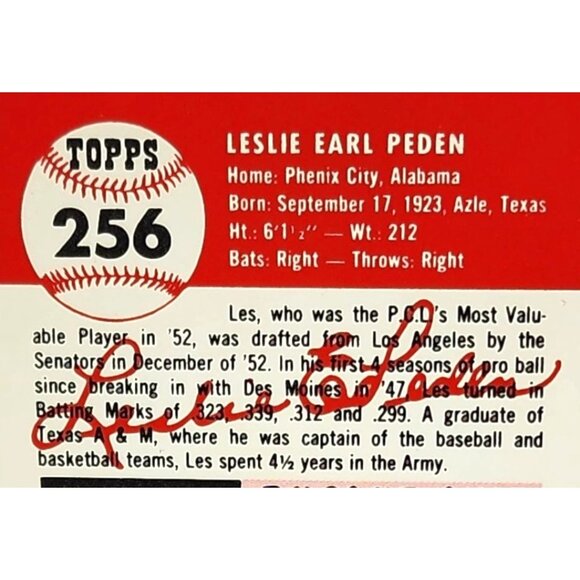 TOPPS
256
LESLIE EARL PEDEN
Home: Phenix City, Alabama
Born: September 17, 1923, Azle, Texas
Ht.: 6'1½" — Wt.: 212
Bats: Right — Throws: Right
Les, who was the P.C.L.'s Most Valu-
able Player in '52, was drafted from Los Angeles by the
Senators in December of '52. In his first 4 seasons of pro ball
since breaking in with Des Moines in '47, Les turned in
Batting Marks of .323, .339, .312 and .299. A graduate of
Texas A & M, where he was captain of the baseball and
basketball teams, Les spent 4½ years in the Army.
Leslie E Peden